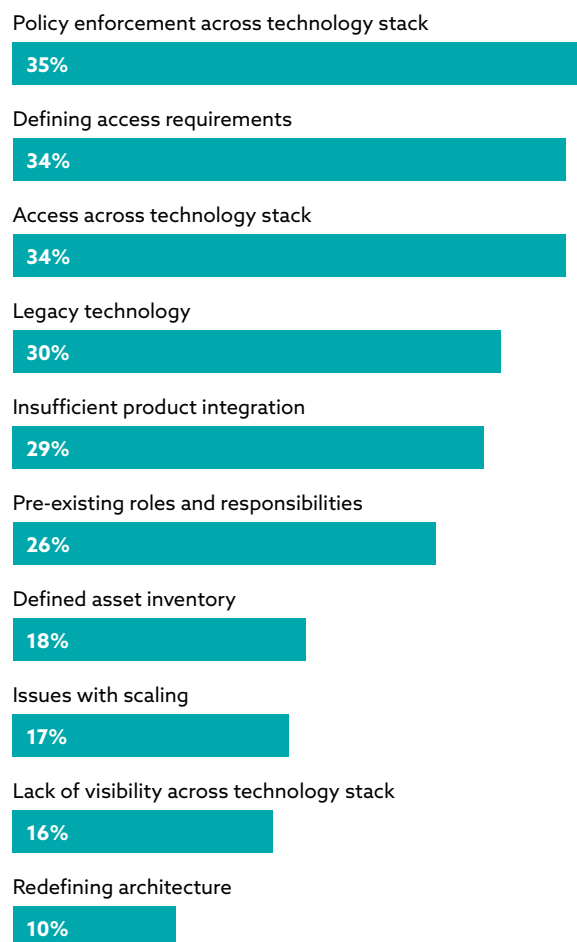 Policy enforcement across technology stack
35%
Defining access requirements
34%
Access across technology stack
34%
Legacy technology
30%
Insufficient product integration
29%
Pre-existing roles and responsibilities
26%
Defined asset inventory
18%
Issues with scaling
17%
Lack of visibility across technology stack
16%
Redefining architecture
10%